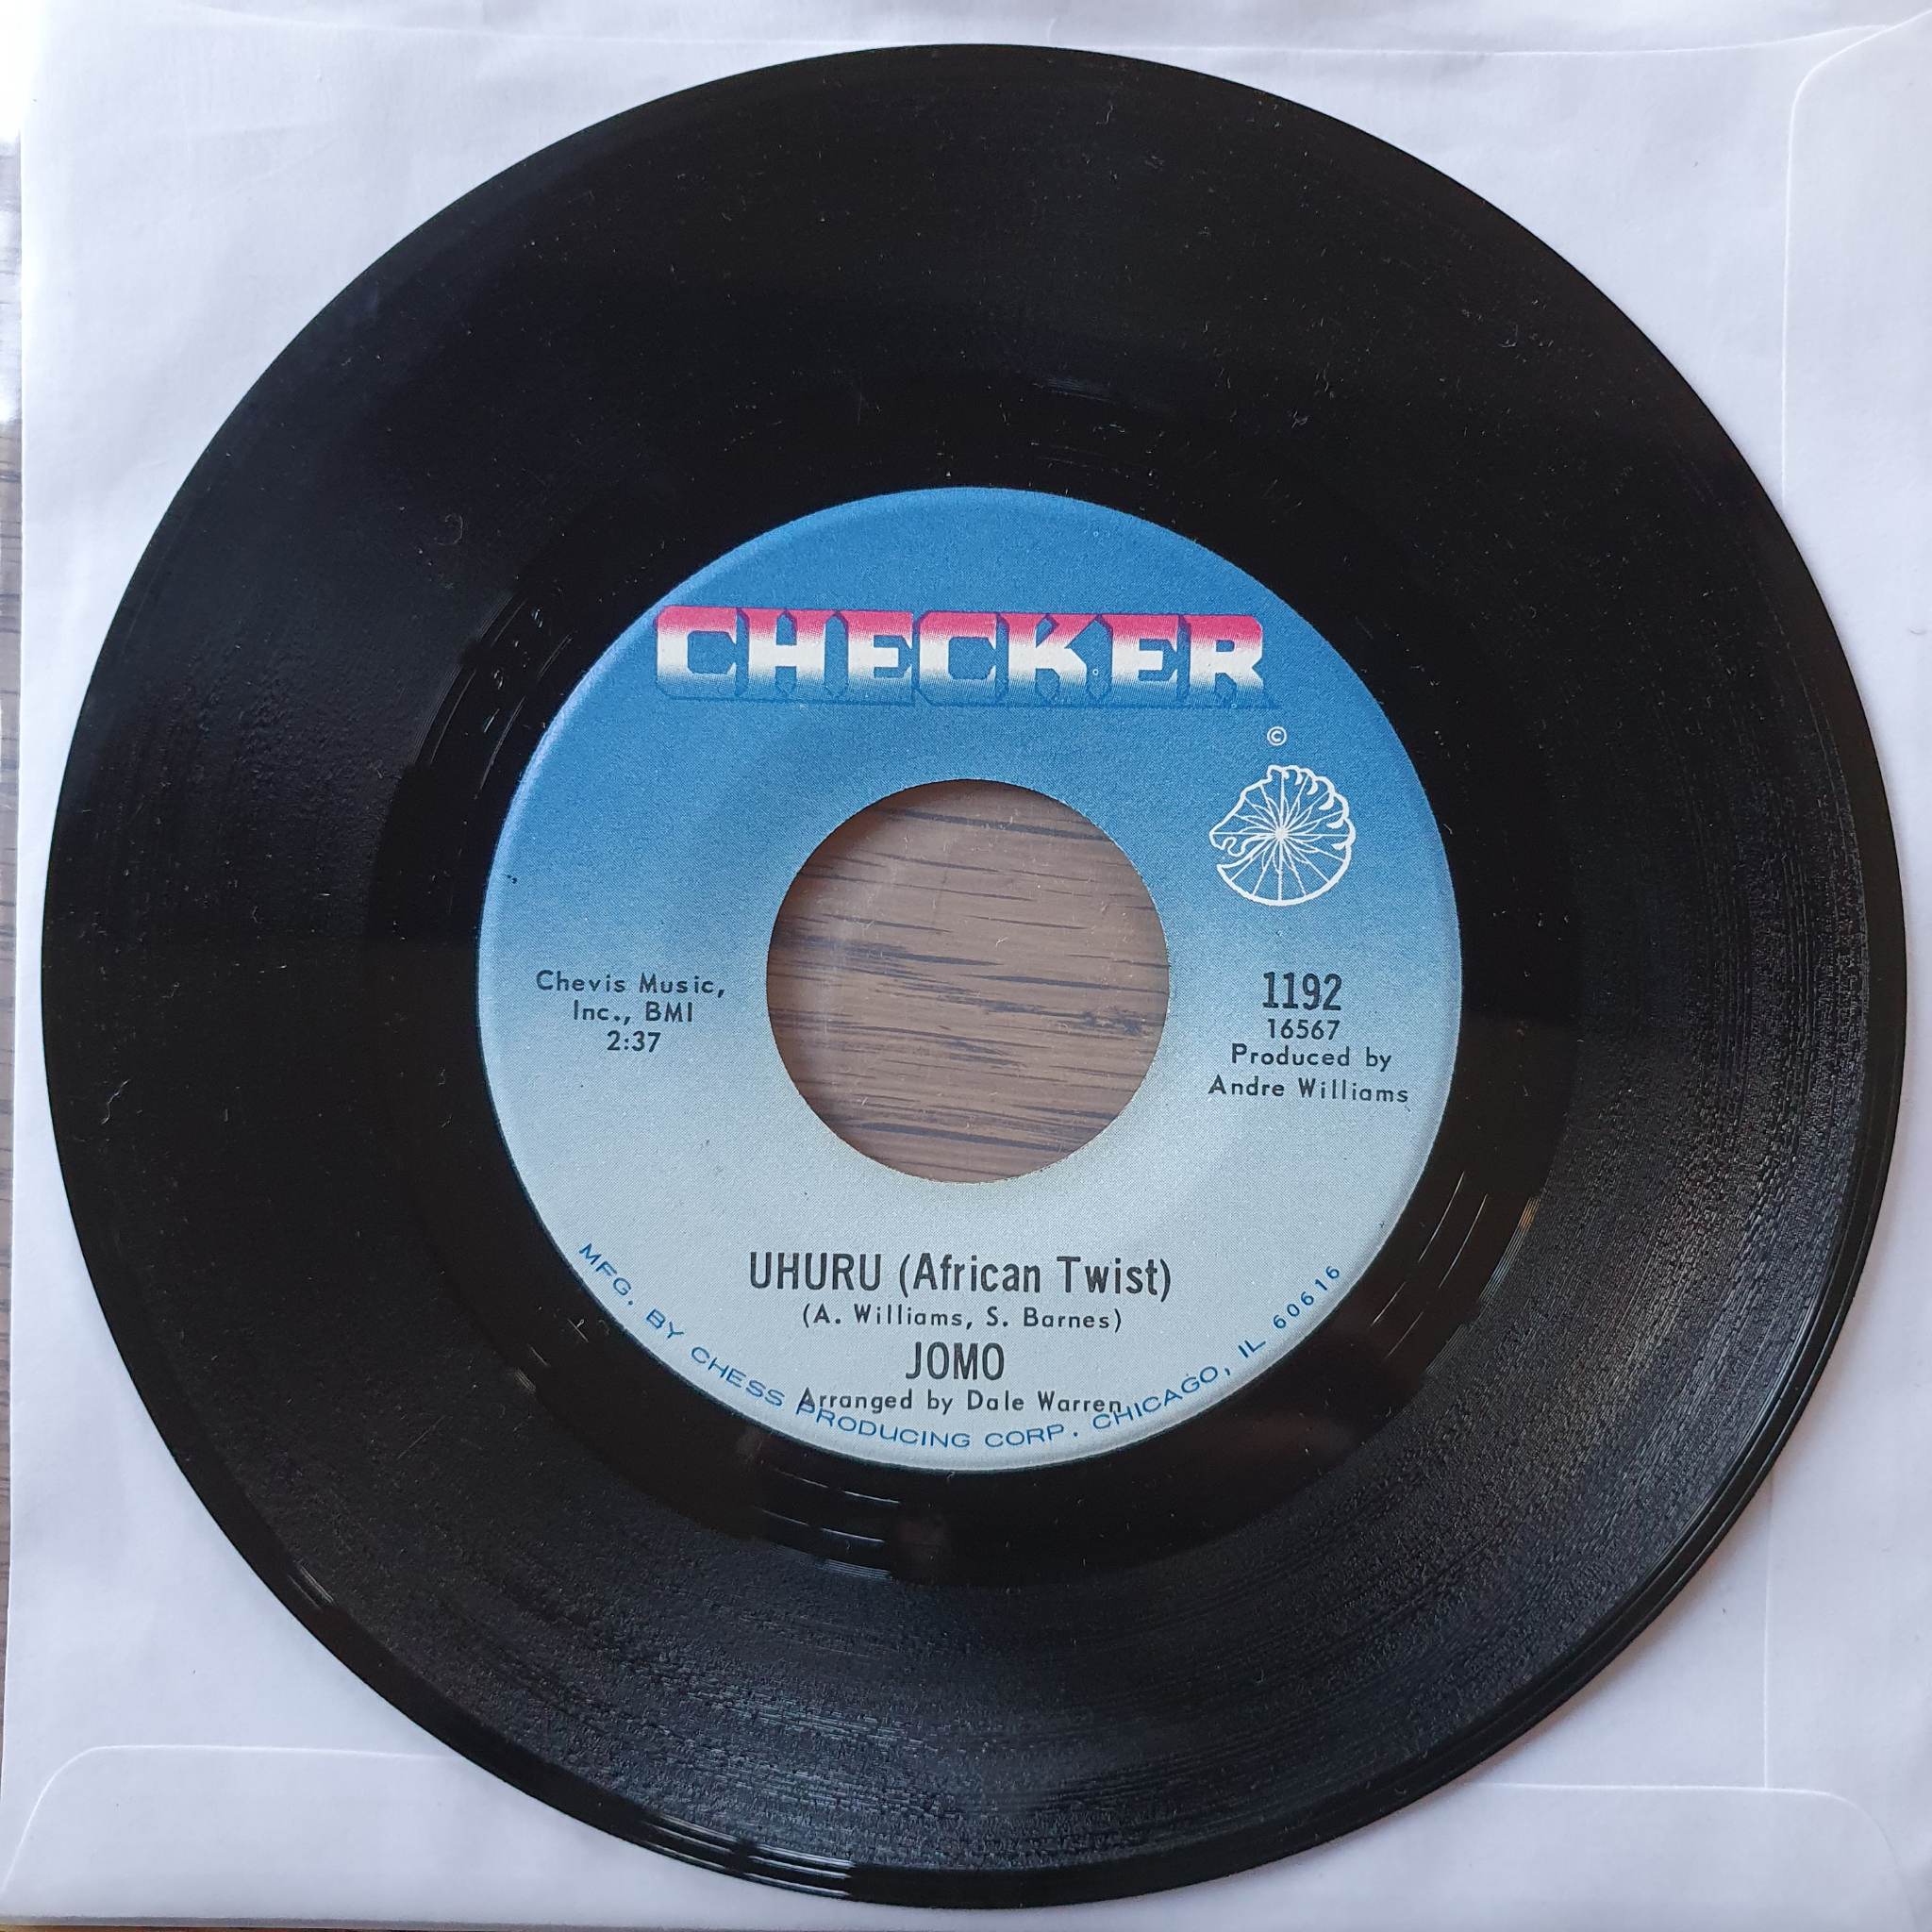 CHECKER
©
Chevis Music,
Inc., BMI
2:37
1192
16567
Produced by
Andre Williams
UHURU (African Twist)
(A. Williams, S. Barnes)
JOMO
Arranged by Dale Warren
MFG. BY CHESS PRODUCING CORP. CHICAGO, IL 60616